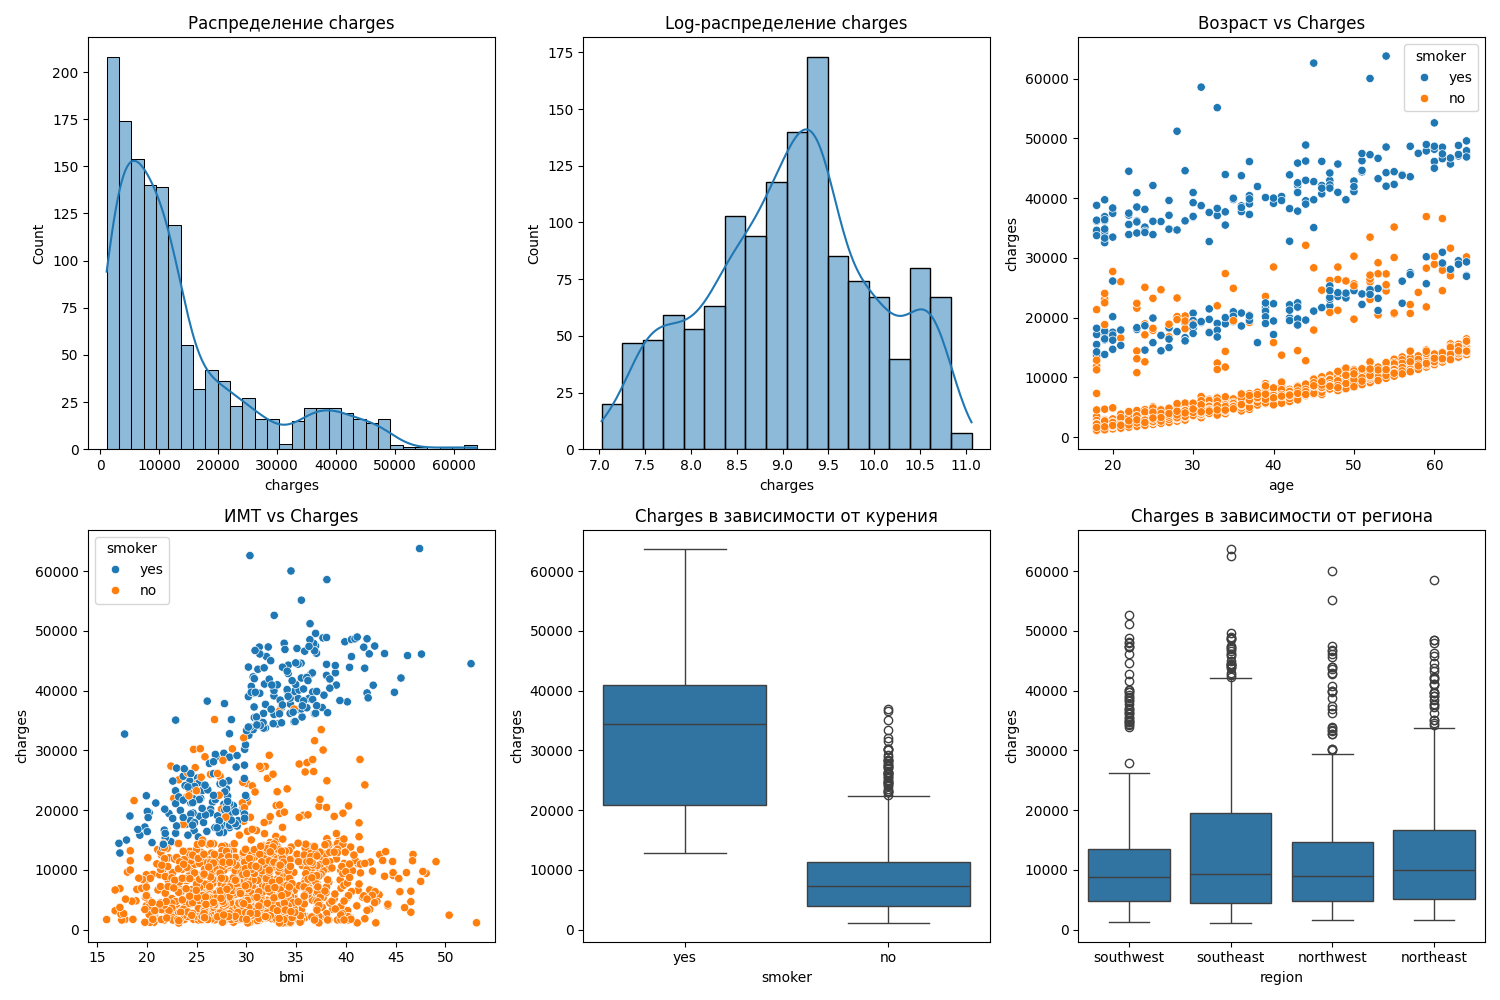 Распределение charges
200
175
150
125
100
75
50
25
0
Count
0 10000 20000 30000 40000 50000 60000
charges
Log-распределение charges
175
150
125
100
75
50
25
0
Count
7.0 7.5 8.0 8.5 9.0 9.5 10.0 10.5 11.0
charges
Возраст vs Charges
smoker
yes
no
60000
50000
40000
30000
20000
10000
0
charges
20 30 40 50 60
age
ИМТ vs Charges
smoker
yes
no
60000
50000
40000
30000
20000
10000
0
charges
15 20 25 30 35 40 45 50
bmi
Charges в зависимости от курения
60000
50000
40000
30000
20000
10000
0
charges
yes no
smoker
Charges в зависимости от региона
60000
50000
40000
30000
20000
10000
0
charges
southwest southeast northwest northeast
region